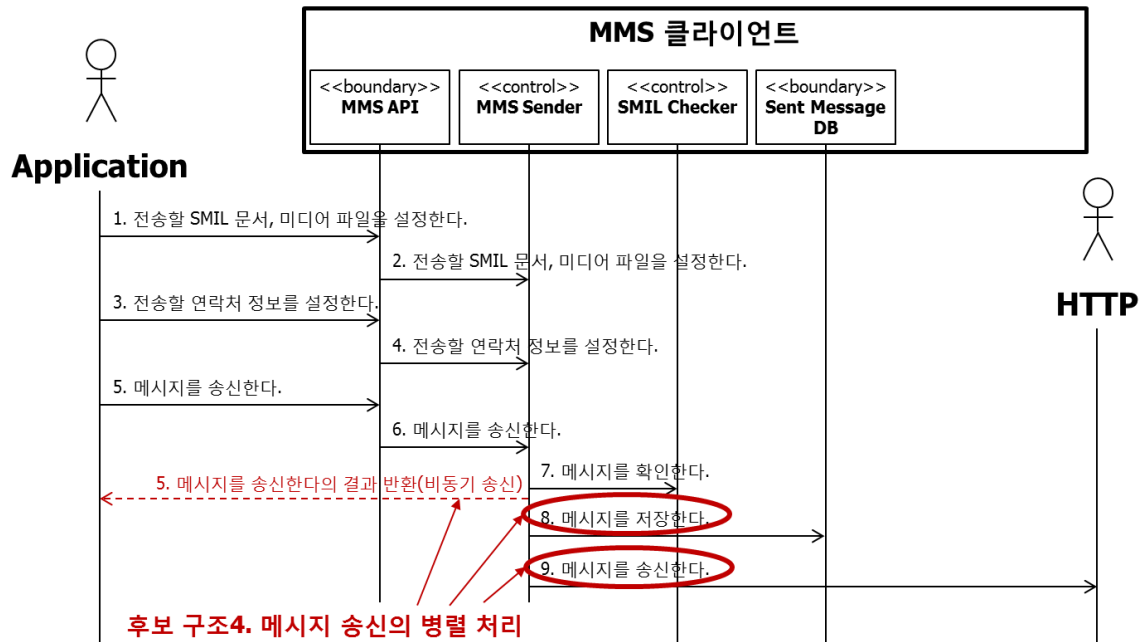 MMS 클라이언트
<<boundary>>
MMS API
<<control>>
MMS Sender
<<control>>
SMIL Checker
<<boundary>>
Sent Message
DB
Application
HTTP
1. 전송할 SMIL 문서, 미디어 파일을 설정한다.
2. 전송할 SMIL 문서, 미디어 파일을 설정한다.
3. 전송할 연락처 정보를 설정한다.
4. 전송할 연락처 정보를 설정한다.
5. 메시지를 송신한다.
6. 메시지를 송신한다.
7. 메시지를 확인한다.
5. 메시지를 송신한다의 결과 반환(비동기 송신)
8. 메시지를 저장한다.
9. 메시지를 송신한다.
후보 구조4. 메시지 송신의 병렬 처리